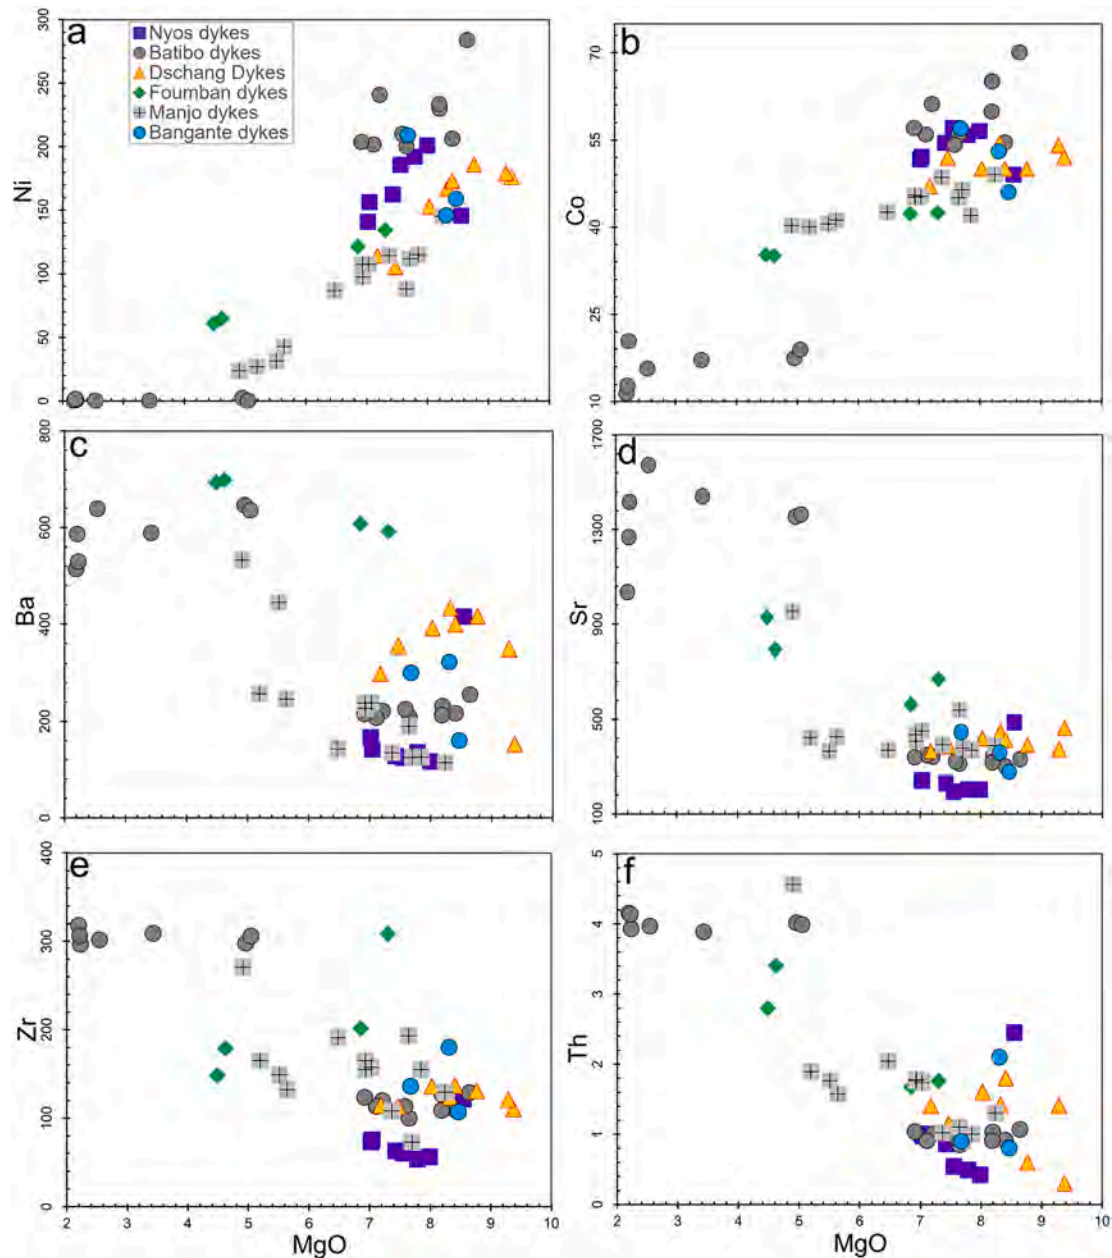 a
Nyos dykes
Batibo dykes
Dschang Dykes
Foumban dykes
Manjo dykes
Bangante dykes
300
250
200
150
100
50
0
Ni
b
70
55
40
25
10
Co
c
800
600
400
200
0
Ba
d
1700
1300
900
500
100
Sr
e
400
300
200
100
0
Zr
2 3 4 5 6 7 8 9 10
MgO
f
5
4
3
2
1
0
Th
2 3 4 5 6 7 8 9 10
MgO